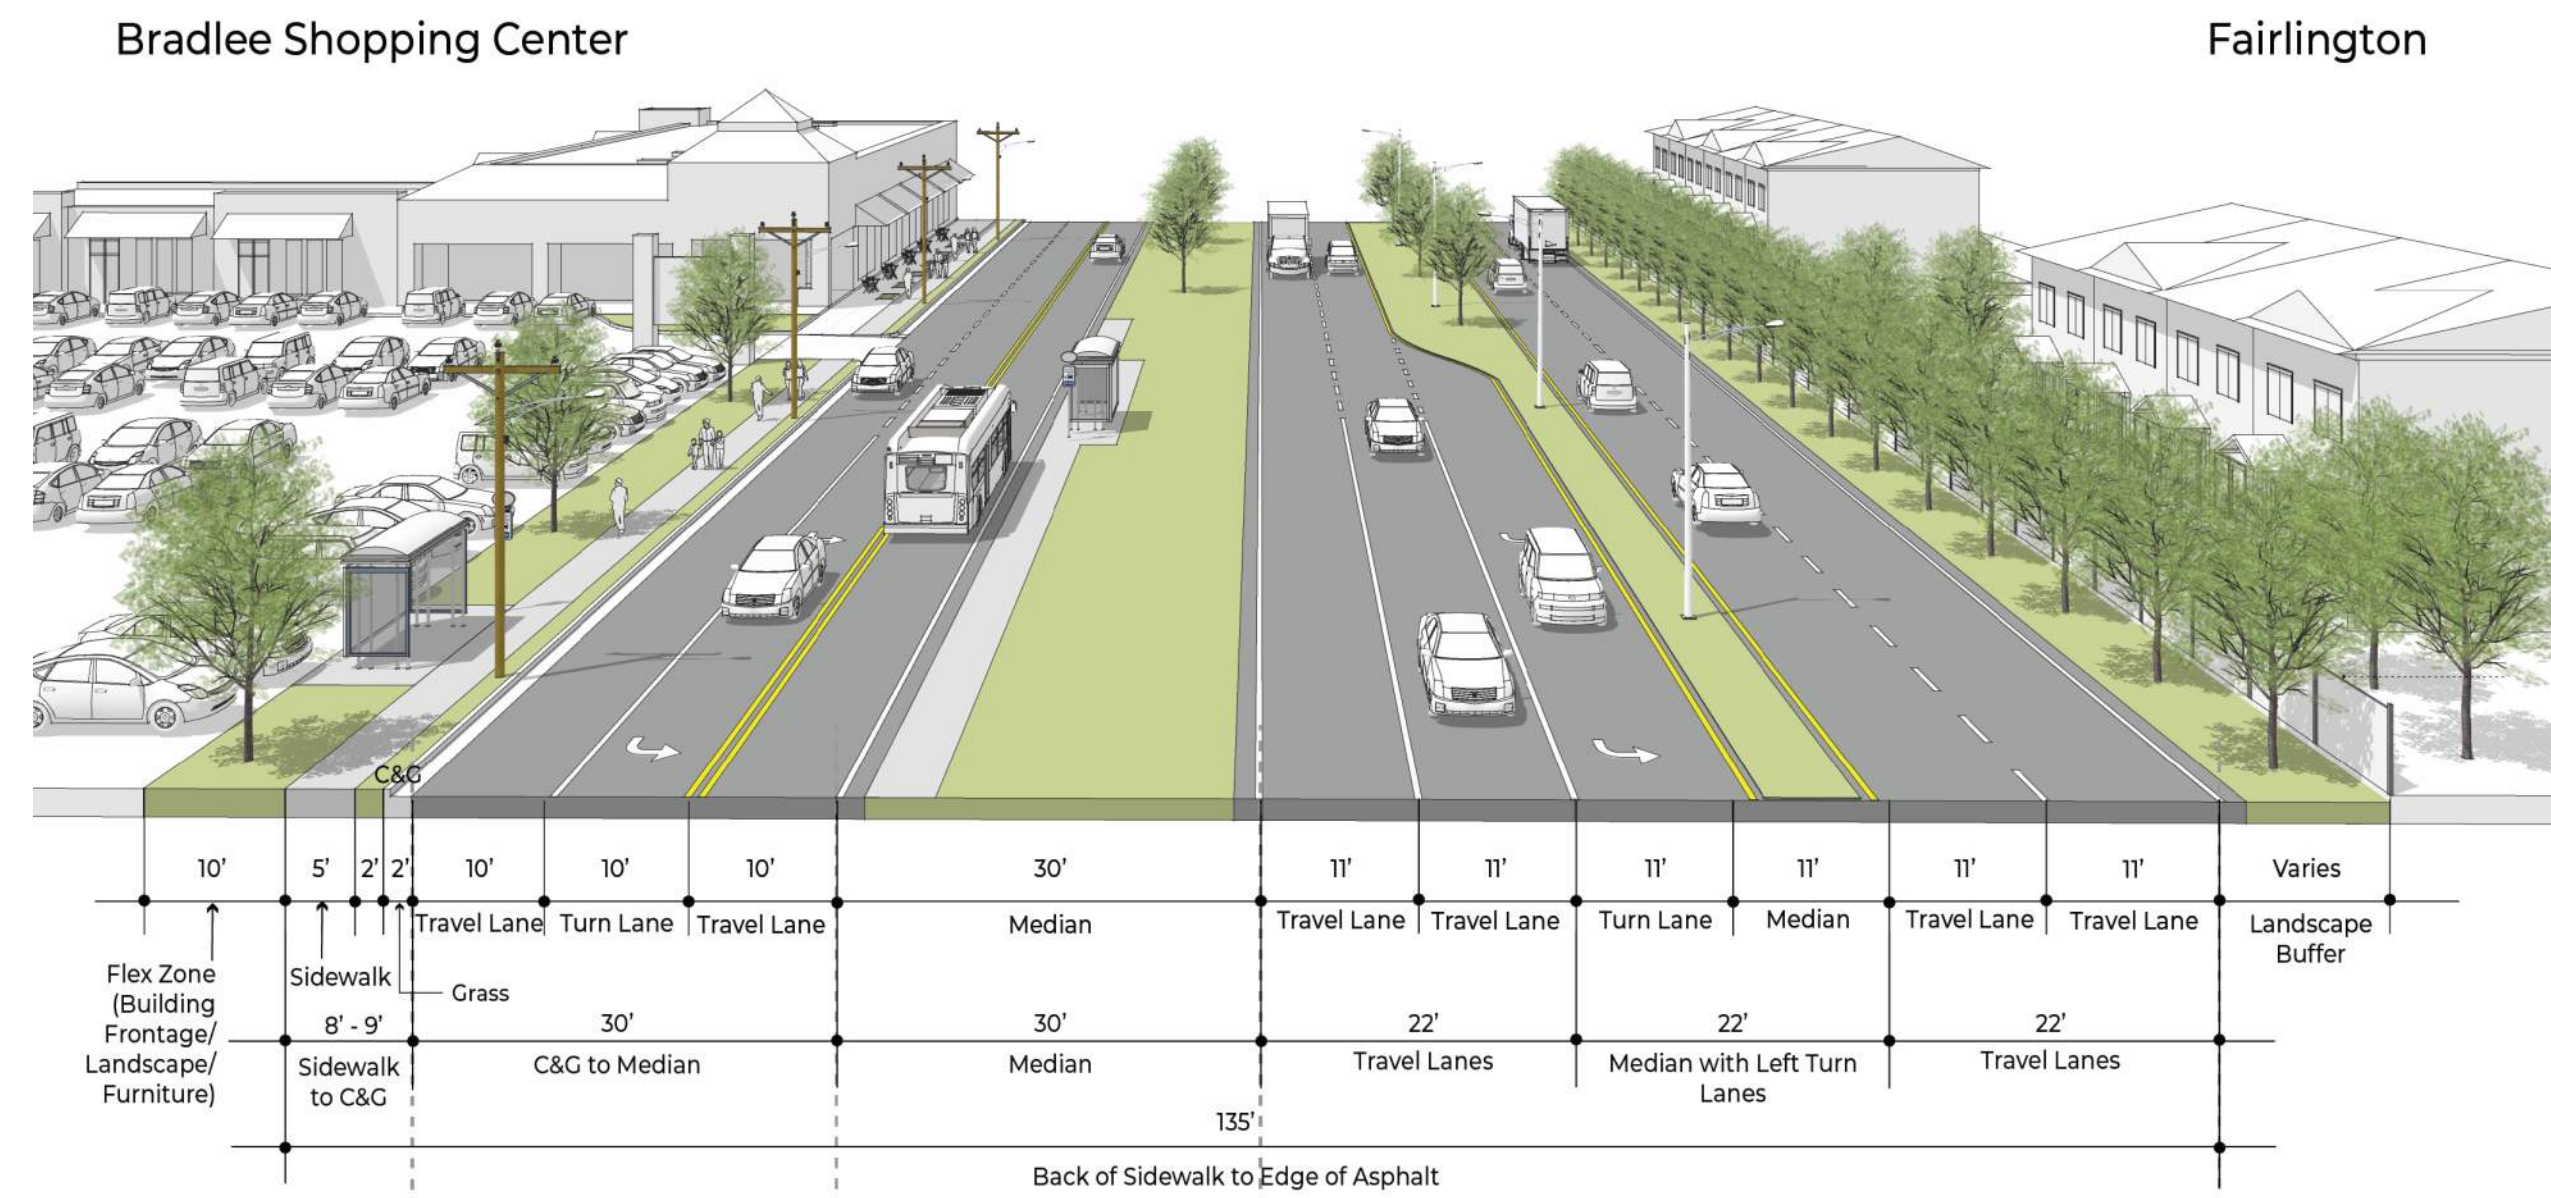 Bradlee Shopping Center
Fairlington
C&G
10’ 5’ 2’ 2’ 10’ 10’ 10’ 30’ 11’ 11’ 11’ 11’ 11’ 11’ Varies
Travel Lane Turn Lane Travel Lane Median Travel Lane Travel Lane Turn Lane Median Travel Lane Travel Lane Landscape
Buffer
Flex Zone
(Building
Frontage/
Landscape/
Furniture)
Sidewalk
Grass
8’ - 9’ 30’ 30’ 22’ 22’ 22’
Sidewalk
to C&G
C&G to Median
Median
Travel Lanes
Median with Left Turn
Lanes
Travel Lanes
135’
Back of Sidewalk to Edge of Asphalt